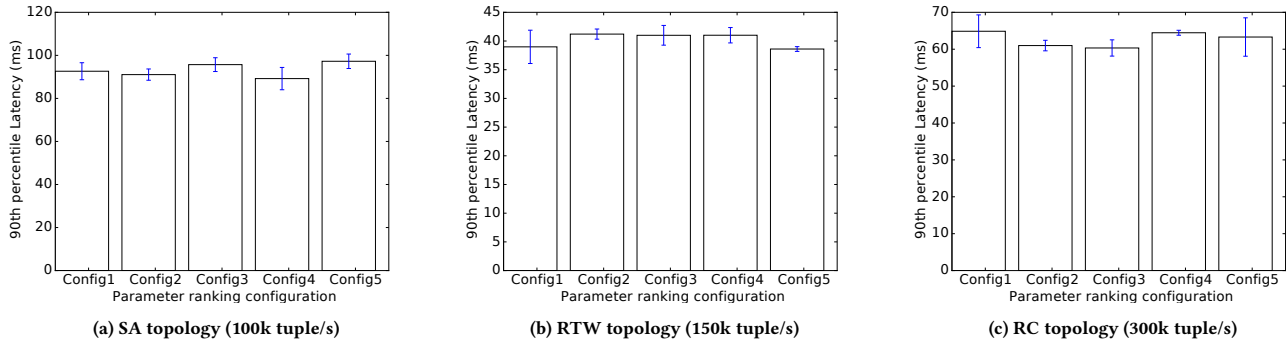 120
100
80
60
40
20
0
90th percentile Latency (ms)
Config1 Config2 Config3 Config4 Config5
Parameter ranking configuration
(a) SA topology (100k tuple/s)
45
40
35
30
25
20
15
10
5
0
90th percentile Latency (ms)
Config1 Config2 Config3 Config4 Config5
Parameter ranking configuration
(b) RTW topology (150k tuple/s)
70
60
50
40
30
20
10
0
90th percentile Latency (ms)
Config1 Config2 Config3 Config4 Config5
Parameter ranking configuration
(c) RC topology (300k tuple/s)